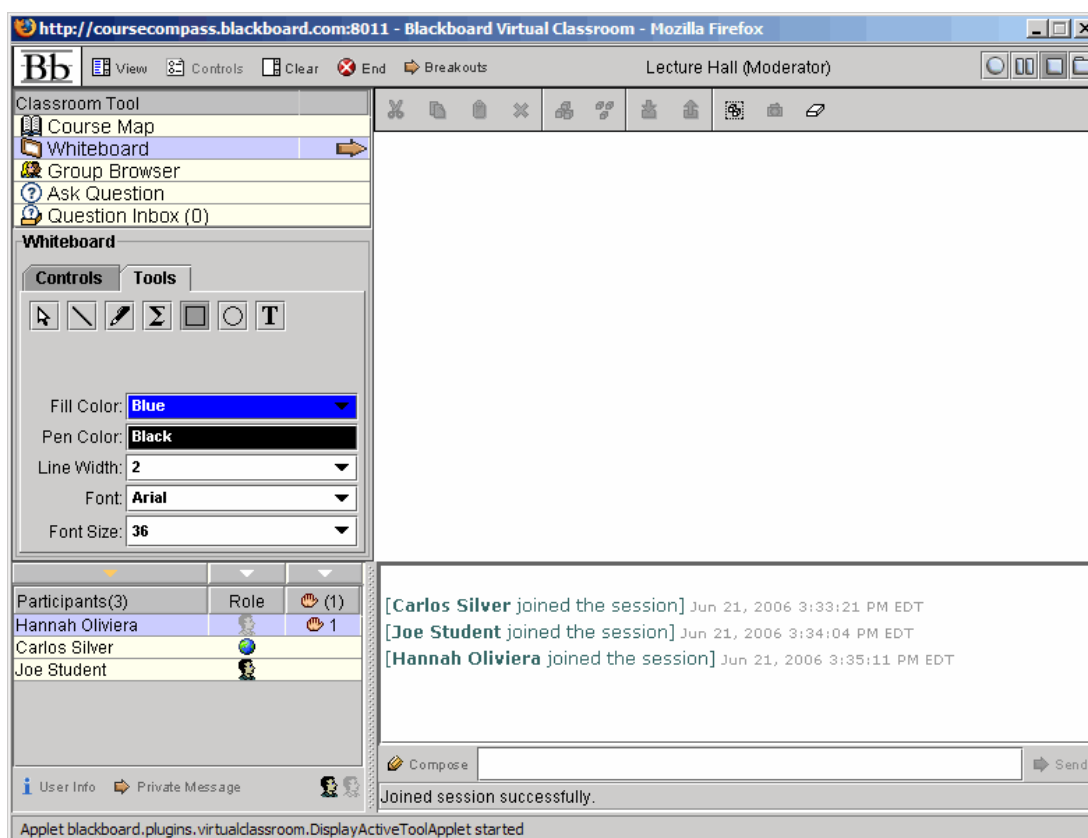 http://coursecompass.blackboard.com:8011 - Blackboard Virtual Classroom - Mozilla Firefox
Bb View Controls Clear End Breakouts Lecture Hall (Moderator)
Classroom Tool
Course Map
Whiteboard
Group Browser
? Ask Question
Question Inbox (0)
Whiteboard
Controls Tools
Σ T
Fill Color: Blue
Pen Color: Black
Line Width: 2
Font: Arial
Font Size: 36
Participants(3) Role (1)
Hannah Oliviera 1
Carlos Silver
Joe Student
User Info Private Message
[Carlos Silver joined the session] Jun 21, 2006 3:33:21 PM EDT
[Joe Student joined the session] Jun 21, 2006 3:34:04 PM EDT
[Hannah Oliviera joined the session] Jun 21, 2006 3:35:11 PM EDT
Compose Send
Joined session successfully.
Applet blackboard.plugins.virtualclassroom.DisplayActiveToolApplet started